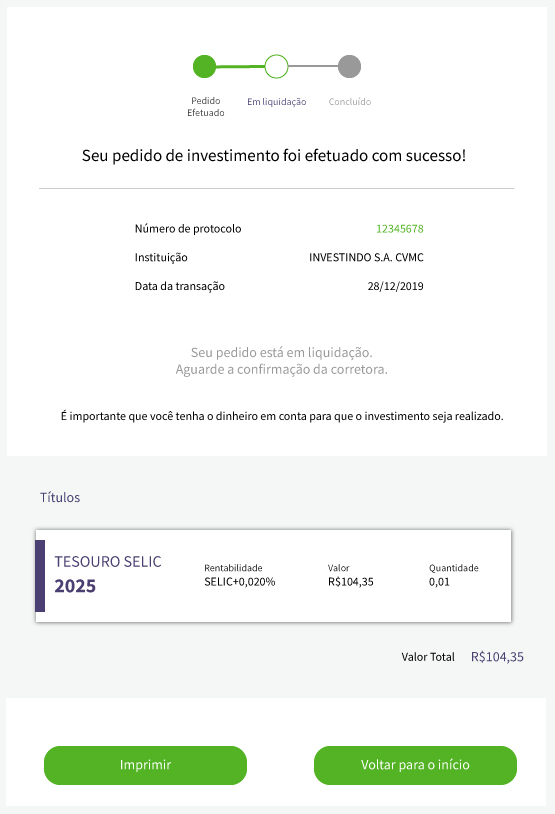 Pedido
Efetuado
Em liquidação
Concluído
Seu pedido de investimento foi efetuado com sucesso!
Número de protocolo 12345678
Instituição INVESTINDO S.A. CVMC
Data da transação 28/12/2019
Seu pedido está em liquidação.
Aguarde a confirmação da corretora.
É importante que você tenha o dinheiro em conta para que o investimento seja realizado.
Títulos
TESOURO SELIC
2025
Rentabilidade
SELIC+0,020%
Valor
R$104,35
Quantidade
0,01
Valor Total R$104,35
Imprimir
Voltar para o início